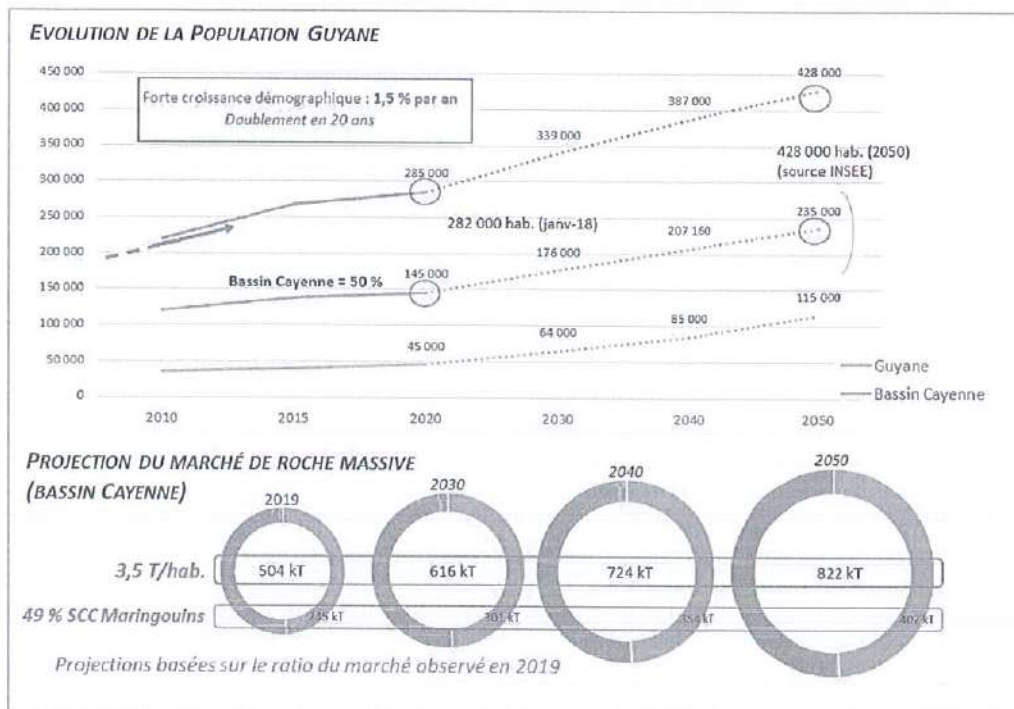 EVOLUTION DE LA POPULATION GUYANE
450 000
400 000
350 000
300 000
250 000
200 000
150 000
100 000
50 000
0
Forte croissance démographique : 1,5 % par an
Doublement en 20 ans
428 000
387 000
339 000
285 000
428 000 hab. (2050)
(source INSEE)
282 000 hab. (janv-18)
235 000
207 160
176 000
Bassin Cayenne = 50 %
145 000
115 000
85 000
64 000
45 000
Guyane
Bassin Cayenne
2010 2015 2020 2030 2040 2050
PROJECTION DU MARCHÉ DE ROCHE MASSIVE
(BASSIN CAYENNE)
2019 2030 2040 2050
3,5 T/hab. 504 kT 616 kT 724 kT 822 kT
49 % SCC Maringouins kT kT kT 402 kT
Projections basées sur le ratio du marché observé en 2019